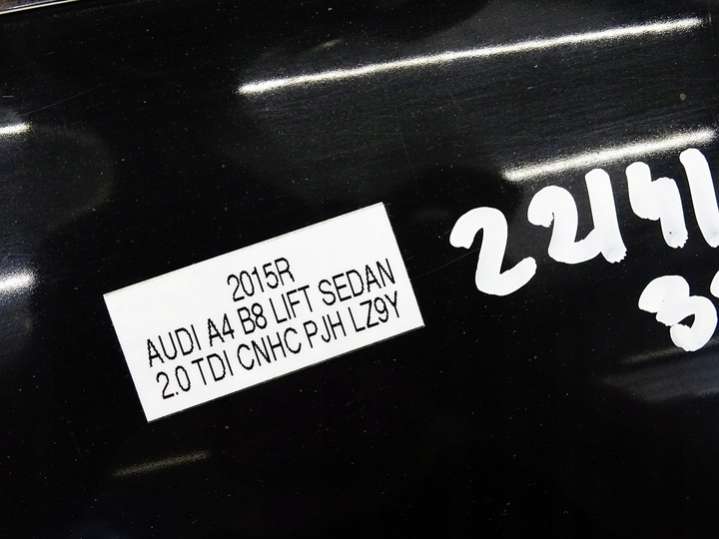 2015R
AUDI A4 B8 LIFT SEDAN
2.0 TDI CNHC PJH LZ9Y